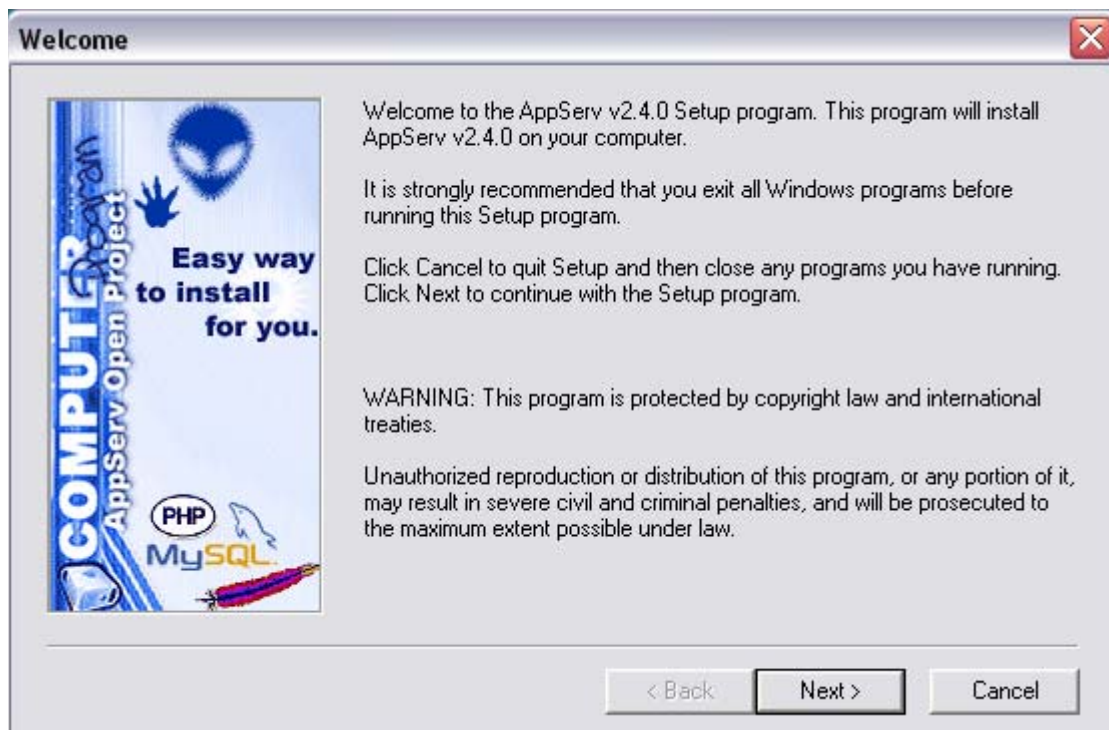 Welcome
Welcome to the AppServ v2.4.0 Setup program. This program will install
AppServ v2.4.0 on your computer.
It is strongly recommended that you exit all Windows programs before
running this Setup program.
Click Cancel to quit Setup and then close any programs you have running.
Click Next to continue with the Setup program.
WARNING: This program is protected by copyright law and international
treaties.
Unauthorized reproduction or distribution of this program, or any portion of it,
may result in severe civil and criminal penalties, and will be prosecuted to
the maximum extent possible under law.
COMPUTER
Program
AppServ Open Project
Easy way
to install
for you.
PHP
MySQL
< Back
Next >
Cancel